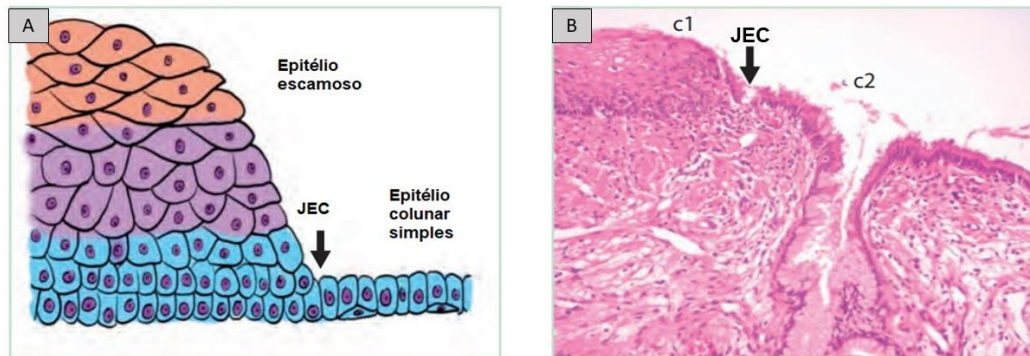 A
Epitélio
escamoso
JEC
Epitélio
colunar
simples
B
c1
JEC
c2